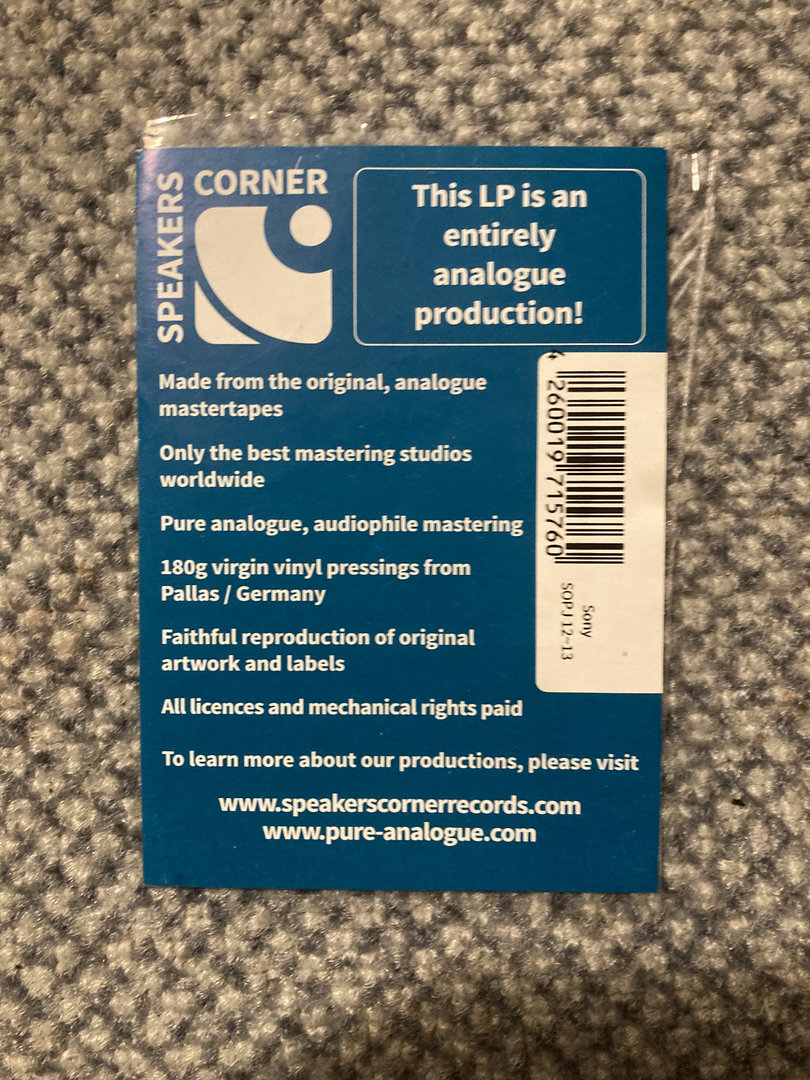 SPEAKERS
CORNER
This LP is an
entirely
analogue
production!
Made from the original, analogue
mastertapes
Only the best mastering studios
worldwide
Pure analogue, audiophile mastering
180g virgin vinyl pressings from
Pallas / Germany
Faithful reproduction of original
artwork and labels
All licences and mechanical rights paid
4 260019 715760
Sony
SOPJ 12-13
To learn more about our productions, please visit
www.speakerscornerrecords.com
www.pure-analogue.com